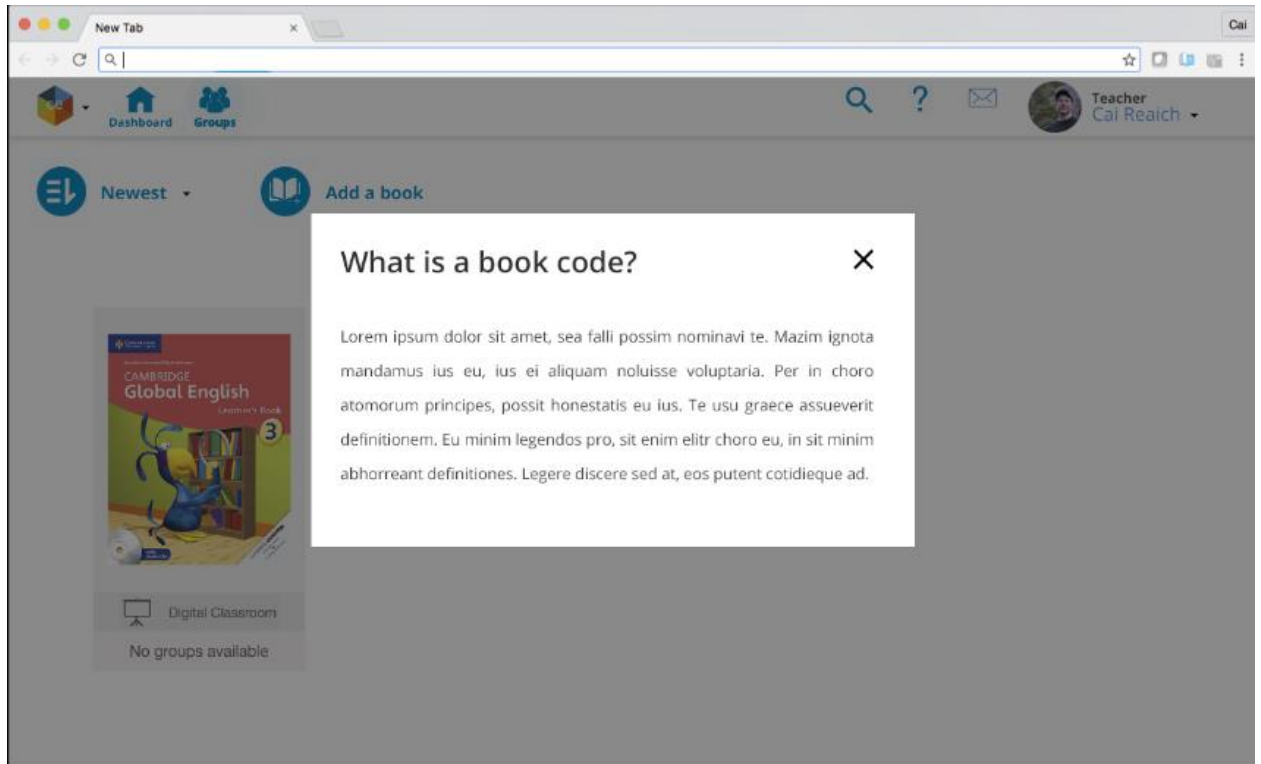 New Tab
Cai
Dashboard
Groups
?
Teacher
Cai Reaich
Newest
Add a book
What is a book code?
Lorem ipsum dolor sit amet, sea falli possim nominavi te. Mazim ignota
mandamus ius eu, ius ei aliquam noluisse voluptaria. Per in choro
atomorum principes, possit honestatis eu ius. Te usu graece assueverit
definitionem. Eu minim legendos pro, sit enim elitr choro eu, in sit minim
abhorreant definitiones. Legere discere sed at, eos putent cotidieque ad.
CAMBRIDGE
Global English
Learner's Book
3
Digital Classroom
No groups available